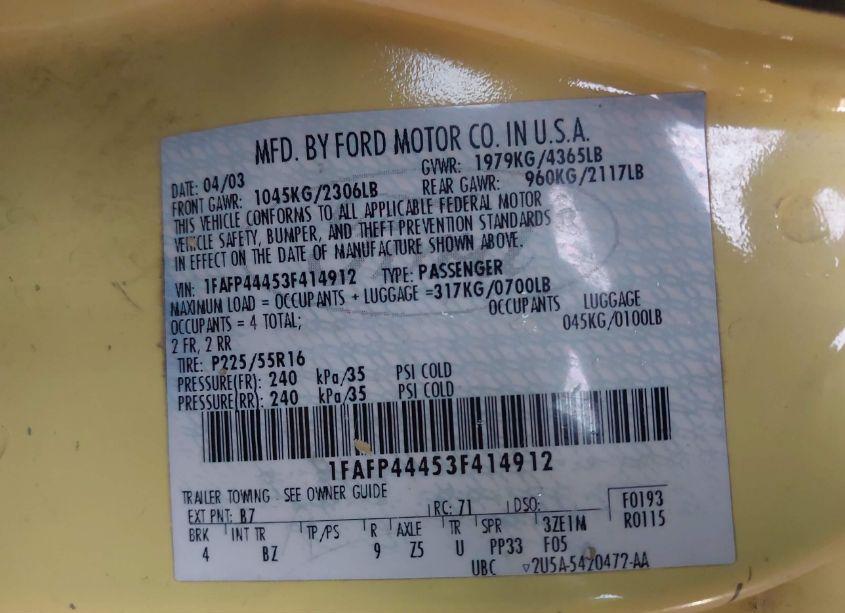 MFD. BY FORD MOTOR CO. IN U.S.A.
DATE: 04/03 GVWR: 1979KG/4365LB
FRONT GAWR: 1045KG/2306LB REAR GAWR: 960KG/2117LB
THIS VEHICLE CONFORMS TO ALL APPLICABLE FEDERAL MOTOR
VEHICLE SAFETY, BUMPER, AND THEFT PREVENTION STANDARDS
IN EFFECT ON THE DATE OF MANUFACTURE SHOWN ABOVE.
VIN: 1FAFP44453F414912 TYPE: PASSENGER
MAXIMUM LOAD = OCCUPANTS + LUGGAGE =317KG/0700LB
OCCUPANTS = 4 TOTAL; OCCUPANTS LUGGAGE
2 FR, 2 RR 045KG/0100LB
TIRE: P225/55R16
PRESSURE(FR): 240 kPa/35 PSI COLD
PRESSURE(RR): 240 kPa/35 PSI COLD
1FAFP44453F414912
TRAILER TOWING - SEE OWNER GUIDE
EXT PNT: B7 RC: 71 DSO: F0193
BRK INT TR TP/PS R AXLE TR SPR 3ZE1M R0115
4 BZ 9 Z5 U PP33 F05
UBC ▽2U5A-5420472-AA